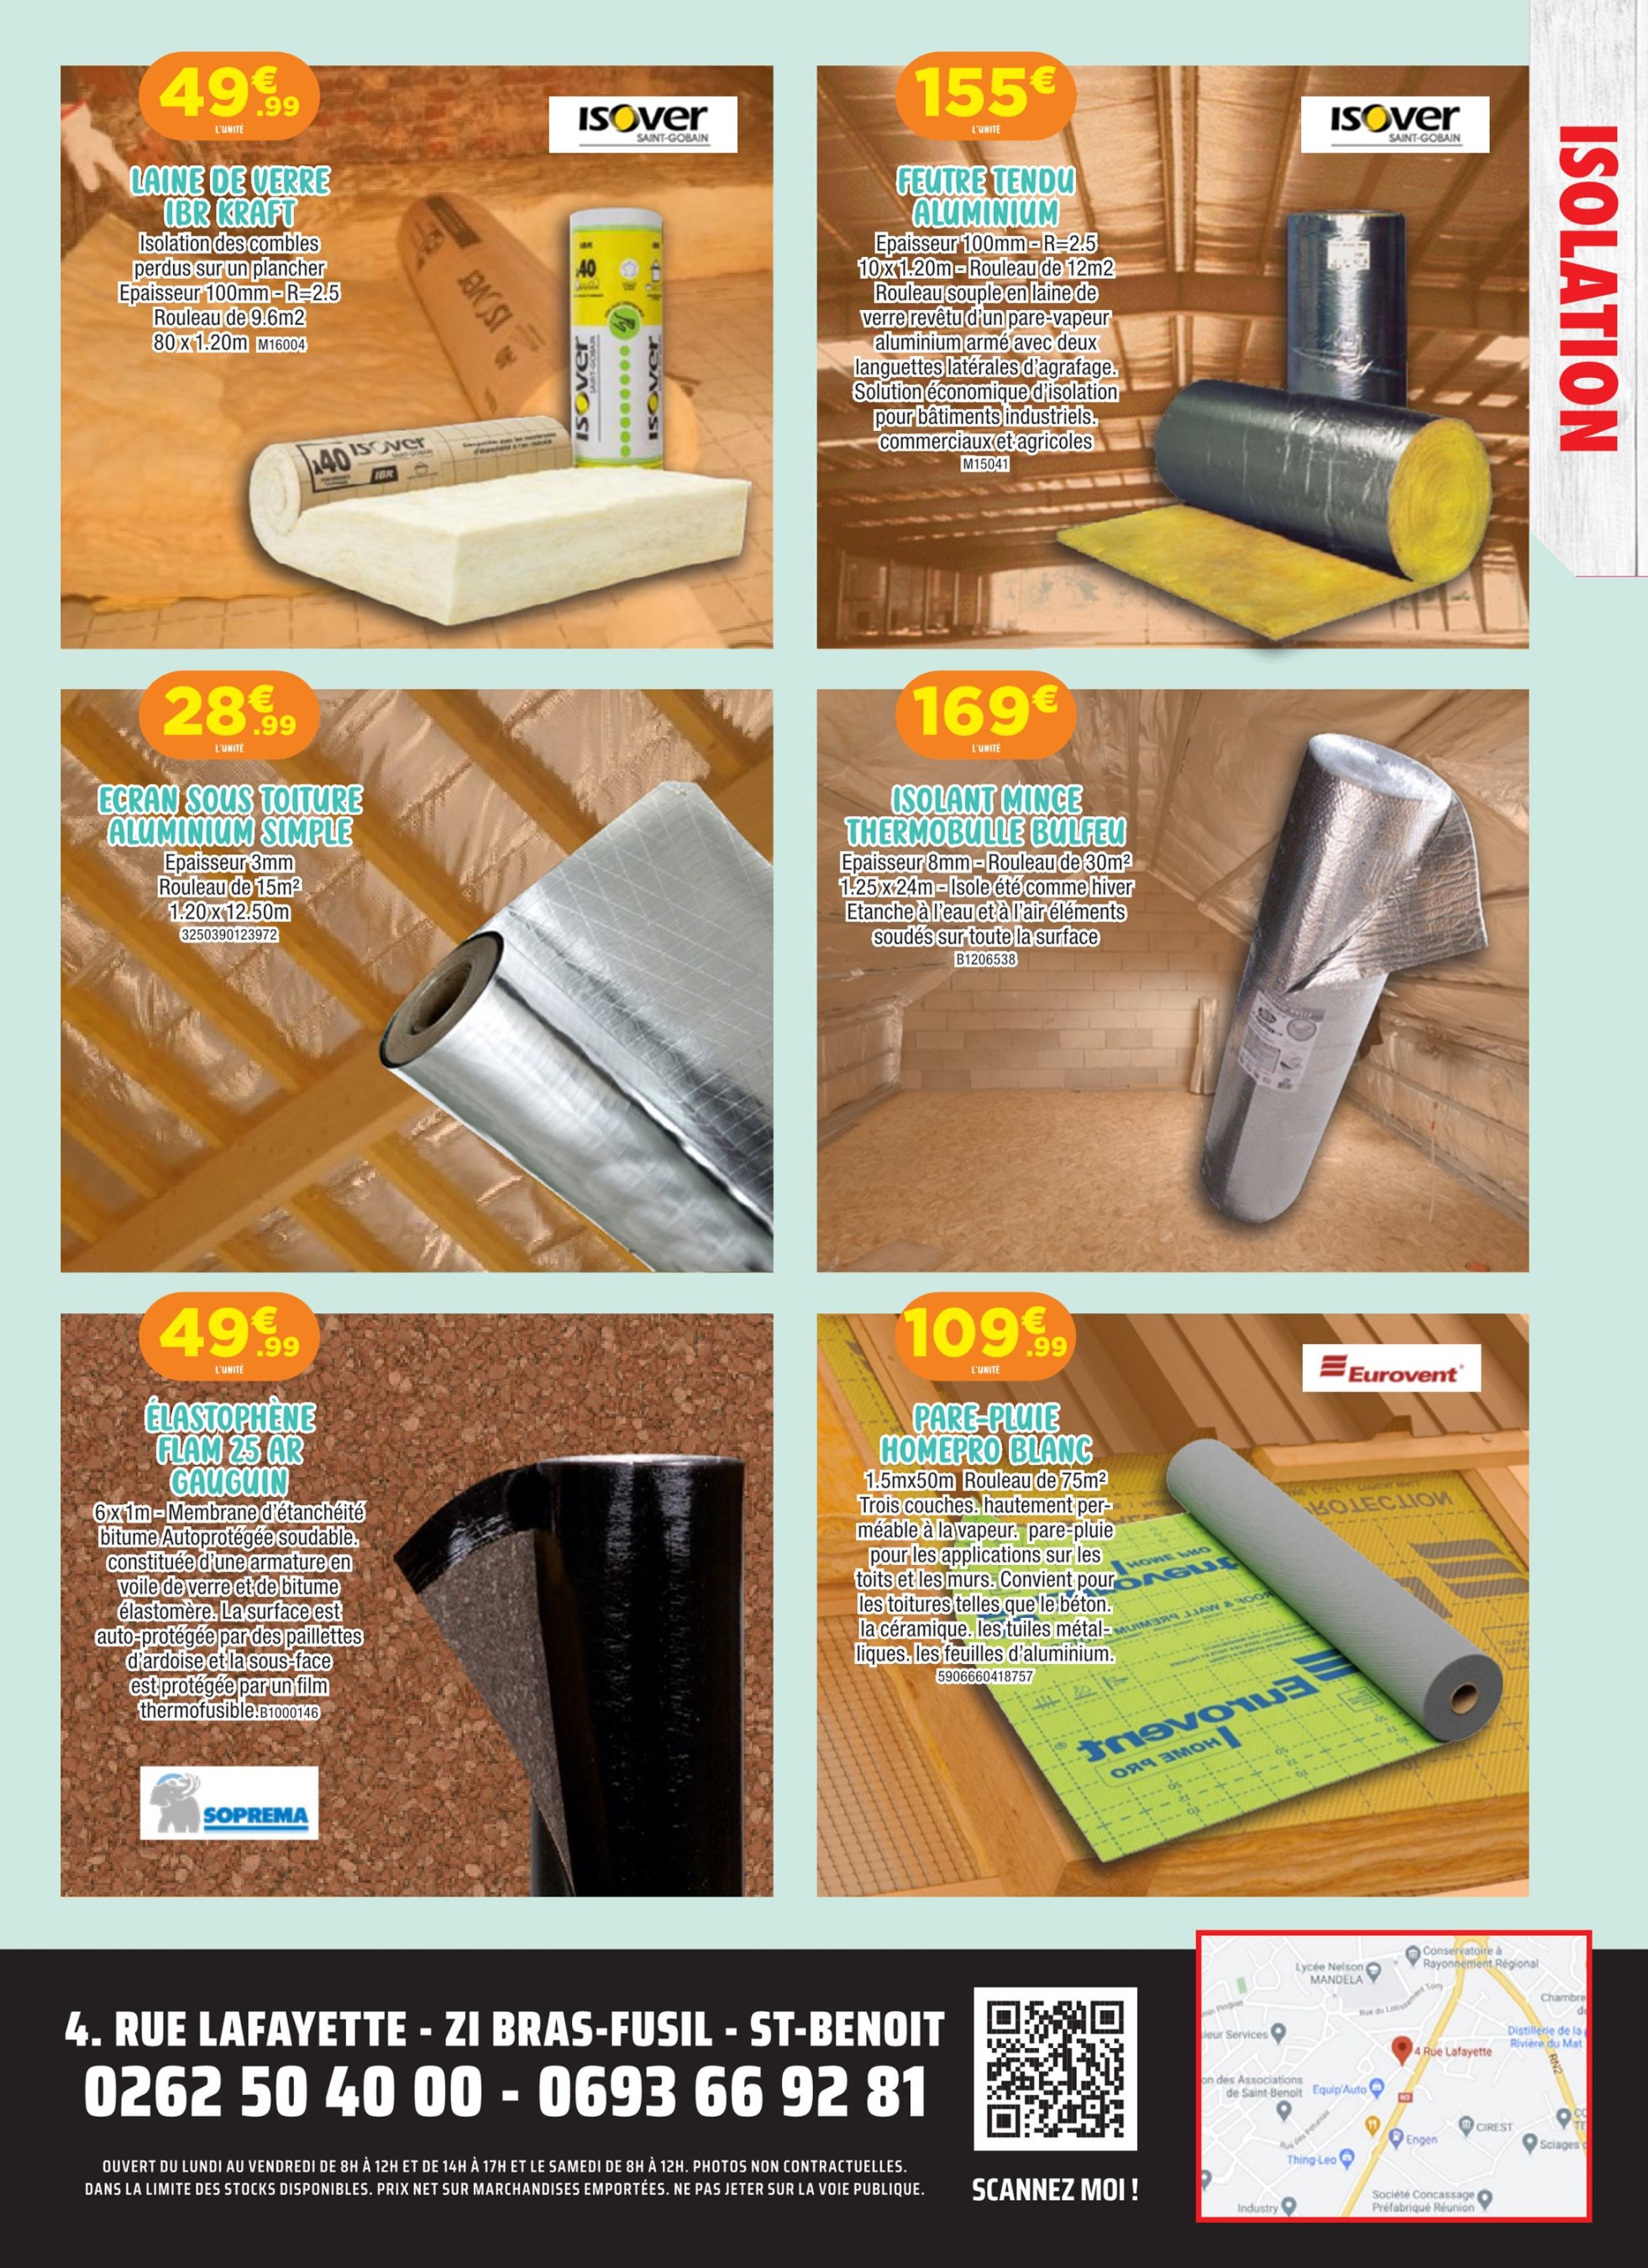 ISOLATION
49€.99
L'UNITÉ
ISOVER
SAINT-GOBAIN
LAINE DE VERRE
IBR KRAFT
Isolation des combles
perdus sur un plancher
Epaisseur 100mm - R=2.5
Rouleau de 9.6m2
80 x 1.20m M16004
155€
L'UNITÉ
ISOVER
SAINT-GOBAIN
FEUTRE TENDU
ALUMINIUM
Epaisseur 100mm - R=2.5
10 x 1.20m - Rouleau de 12m2
Rouleau souple en laine de
verre revêtu d'un pare-vapeur
aluminium armé avec deux
languettes latérales d'agrafage.
Solution économique d'isolation
pour bâtiments industriels.
commerciaux et agricoles
M15041
28€.99
L'UNITÉ
ECRAN SOUS TOITURE
ALUMINIUM SIMPLE
Epaisseur 3mm
Rouleau de 15m²
1.20 x 12.50m
3250390123972
169€
L'UNITÉ
ISOLANT MINCE
THERMOBULLE BULFEU
Epaisseur 8mm - Rouleau de 30m²
1.25 x 24m - Isole été comme hiver
Etanche à l'eau et à l'air éléments
soudés sur toute la surface
B1206538
49€.99
L'UNITÉ
ÉLASTOPHÈNE
FLAM 25 AR
GAUGUIN
6 x 1m - Membrane d'étanchéité
bitume Autoprotégée soudable.
constituée d'une armature en
voile de verre et de bitume
élastomère. La surface est
auto-protégée par des paillettes
d'ardoise et la sous-face
est protégée par un film
thermofusible. B1000146
SOPREMA
109€.99
L'UNITÉ
Eurovent
PARE-PLUIE
HOMEPRO BLANC
1.5mx50m Rouleau de 75m²
Trois couches. hautement per-
méable à la vapeur. pare-pluie
pour les applications sur les
toits et les murs. Convient pour
les toitures telles que le béton.
la céramique. les tuiles métal-
liques. les feuilles d'aluminium.
5906660418757
Eurovent
HOME PRO
4. RUE LAFAYETTE - ZI BRAS-FUSIL - ST-BENOIT
0262 50 40 00 - 0693 66 92 81
OUVERT DU LUNDI AU VENDREDI DE 8H À 12H ET DE 14H À 17H ET LE SAMEDI DE 8H À 12H. PHOTOS NON CONTRACTUELLES.
DANS LA LIMITE DES STOCKS DISPONIBLES. PRIX NET SUR MARCHANDISES EMPORTÉES. NE PAS JETER SUR LA VOIE PUBLIQUE.
SCANNEZ MOI !
Conservatoire à
Rayonnement Régional
Lycée Nelson
MANDELA
Chambre
Distillerie de la
Rivière du Mat
4 Rue Lafayette
RN2
on des Associations
de Saint-Benoit
Equip'Auto
N3
CIREST
Engen
Sciages
Thing-Leo
Société Concassage
Préfabriqué Réunion
Industry